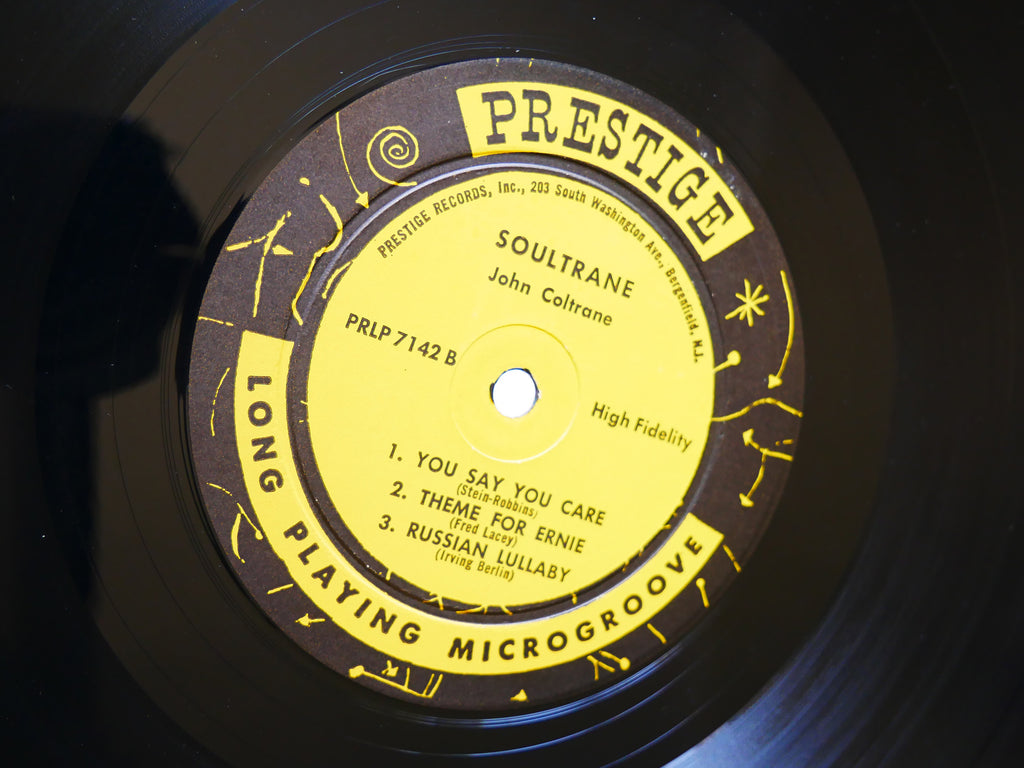 PRESTIGE
PRESTIGE RECORDS, Inc., 203 South Washington Ave., Bergenfield, N.J.
SOULTRANE
John Coltrane
PRLP 7142 B
High Fidelity
1. YOU SAY YOU CARE
(Stein-Robbins)
2. THEME FOR ERNIE
(Fred Lacey)
3. RUSSIAN LULLABY
(Irving Berlin)
LONG PLAYING MICROGROOVE